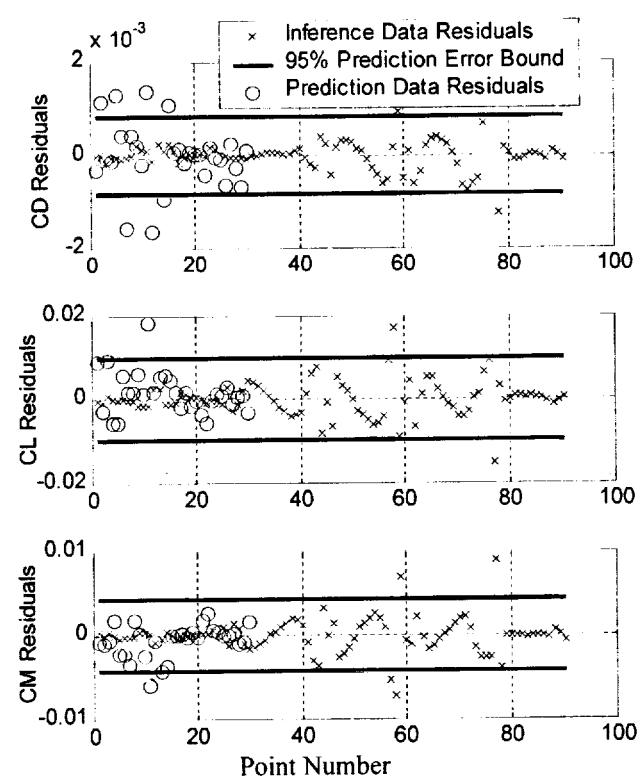 x 10-3
× Inference Data Residuals
95% Prediction Error Bound
○ Prediction Data Residuals
2
0
-2
CD Residuals
0 20 40 60 80 100
0.02
0
-0.02
CL Residuals
0 20 40 60 80 100
0.01
0
-0.01
CM Residuals
0 20 40 60 80 100
Point Number